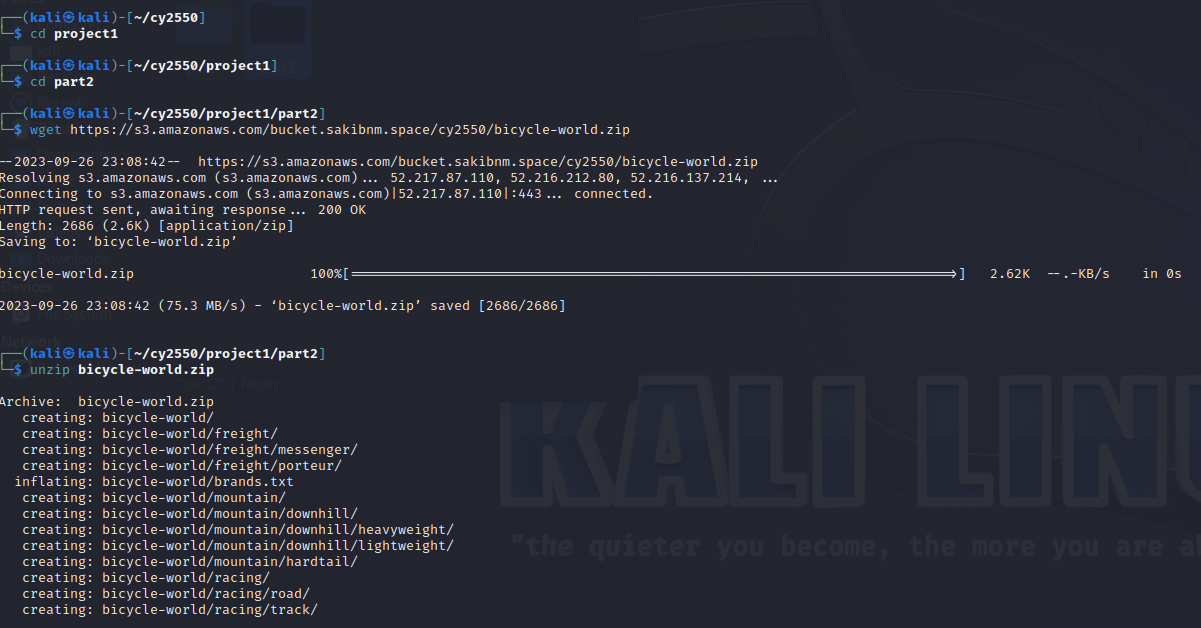 ┌──(kali㉿kali)-[~/cy2550]
└─$ cd project1
┌──(kali㉿kali)-[~/cy2550/project1]
└─$ cd part2
┌──(kali㉿kali)-[~/cy2550/project1/part2]
└─$ wget https://s3.amazonaws.com/bucket.sakibnm.space/cy2550/bicycle-world.zip
--2023-09-26 23:08:42--  https://s3.amazonaws.com/bucket.sakibnm.space/cy2550/bicycle-world.zip
Resolving s3.amazonaws.com (s3.amazonaws.com)... 52.217.87.110, 52.216.212.80, 52.216.137.214, ...
Connecting to s3.amazonaws.com (s3.amazonaws.com)|52.217.87.110|:443... connected.
HTTP request sent, awaiting response... 200 OK
Length: 2686 (2.6K) [application/zip]
Saving to: ‘bicycle-world.zip’
Downloads
bicycle-world.zip 100%[===================>] 2.62K --.-KB/s in 0s
Devices
2023-09-26 23:08:42 (75.3 MB/s) - ‘bicycle-world.zip’ saved [2686/2686]
Network
┌──(kali㉿kali)-[~/cy2550/project1/part2]
└─$ unzip bicycle-world.zip
Archive:  bicycle-world.zip
creating: bicycle-world/
creating: bicycle-world/freight/
creating: bicycle-world/freight/messenger/
creating: bicycle-world/freight/porteur/
inflating: bicycle-world/brands.txt
creating: bicycle-world/mountain/
creating: bicycle-world/mountain/downhill/
creating: bicycle-world/mountain/downhill/heavyweight/
creating: bicycle-world/mountain/downhill/lightweight/
creating: bicycle-world/mountain/hardtail/
creating: bicycle-world/racing/
creating: bicycle-world/racing/road/
creating: bicycle-world/racing/track/
KALI LINU
"the quieter you become, the more you are a